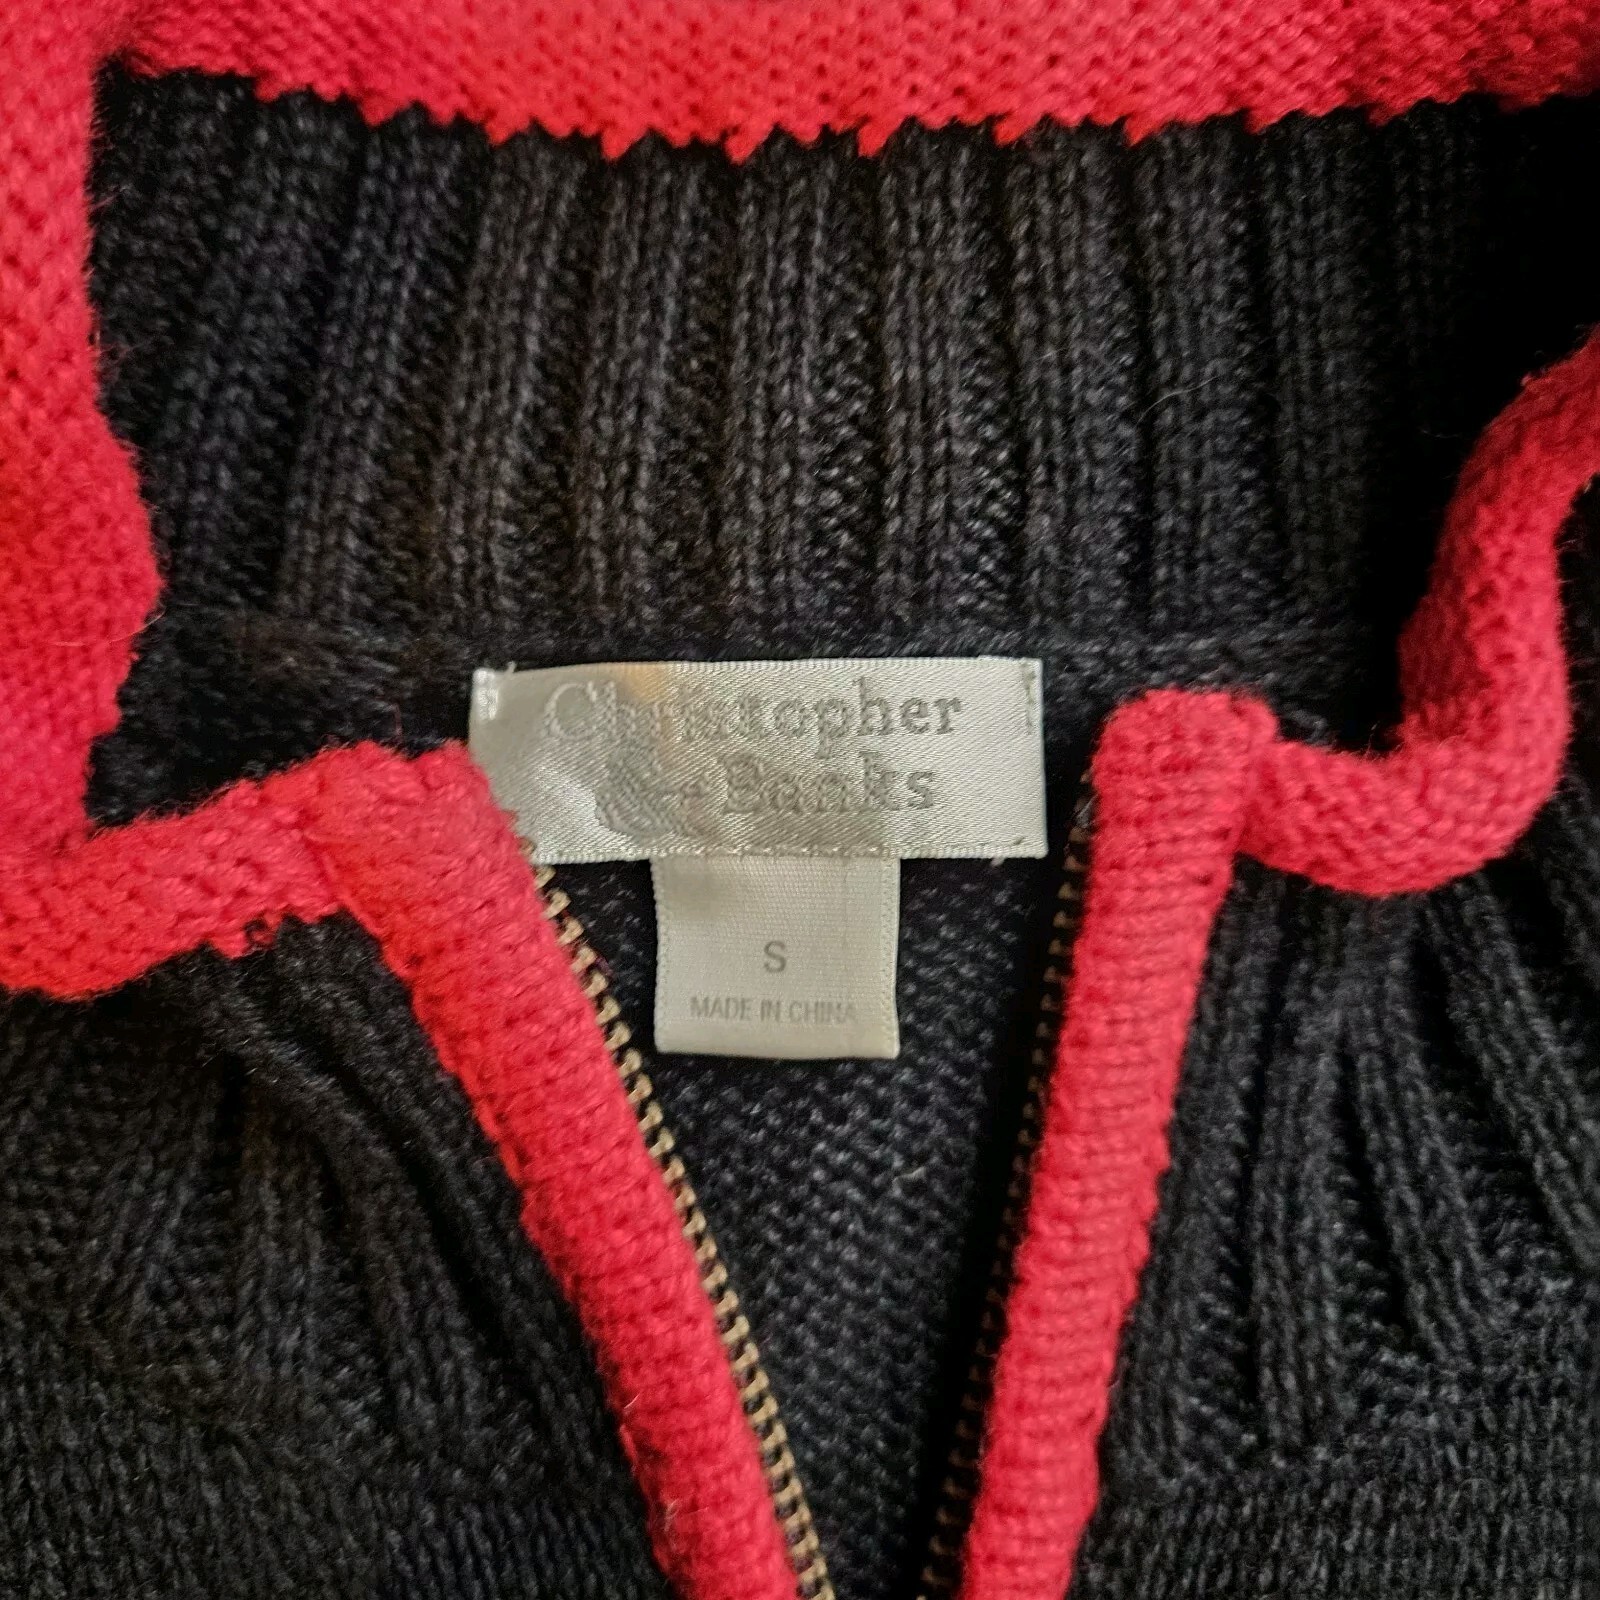 Christopher
& Banks
S
MADE IN CHINA